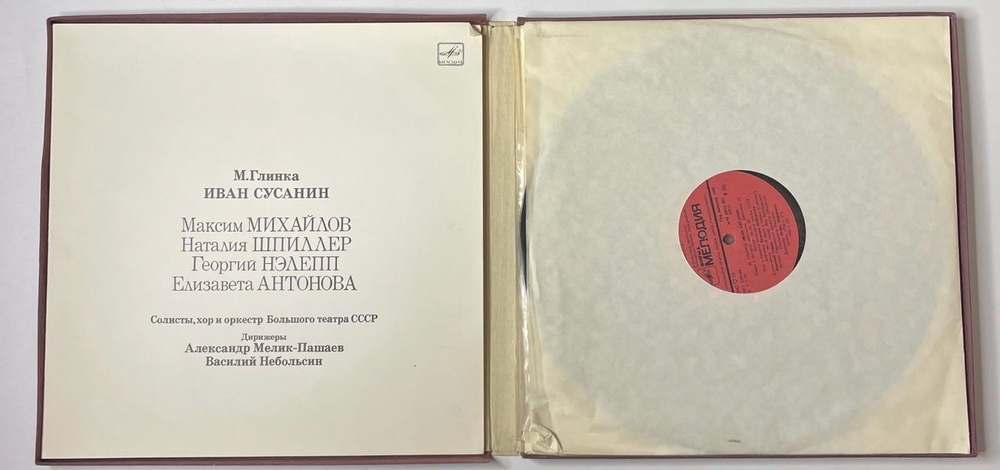 МЕЛОДИЯ
М.Глинка
ИВАН СУСАНИН
Максим МИХАЙЛОВ
Наталия ШПИЛЛЕР
Георгий НЭЛЕПП
Елизавета АНТОНОВА
Солисты, хор и оркестр Большого театра СССР
Дирижеры
Александр Мелик-Пашаев
Василий Небольсин
МЕЛОДИЯ